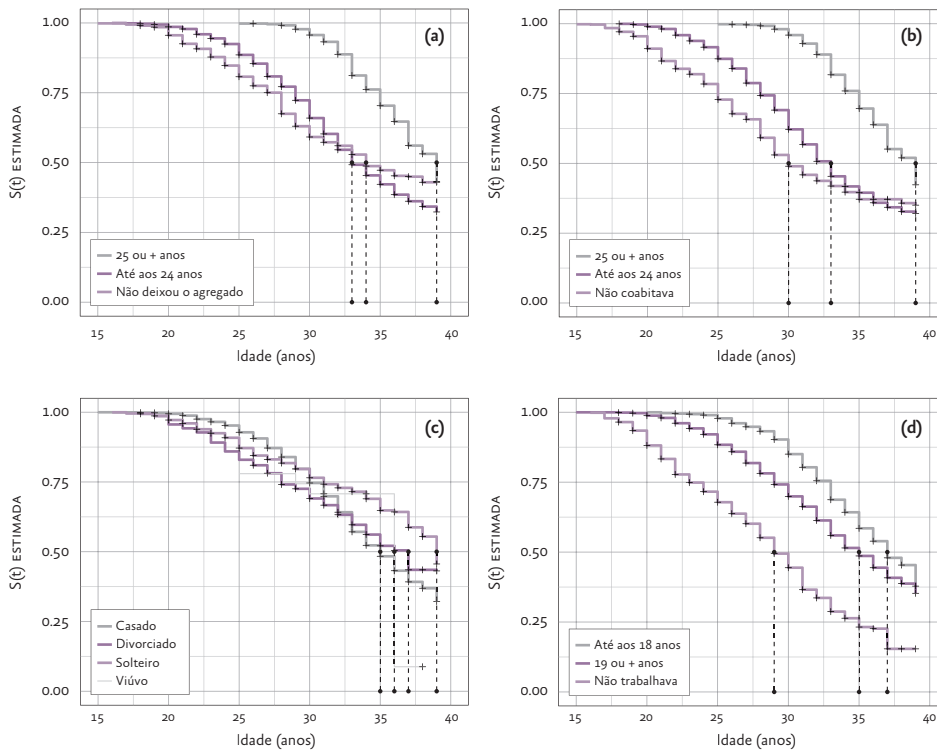 (a)
S(t) ESTIMADA
1.00
0.75
0.50
0.25
0.00
25 ou + anos
Até aos 24 anos
Não deixou o agregado
15 20 25 30 35 40
Idade (anos)
(b)
S(t) ESTIMADA
1.00
0.75
0.50
0.25
0.00
25 ou + anos
Até aos 24 anos
Não coabitava
15 20 25 30 35 40
Idade (anos)
(c)
S(t) ESTIMADA
1.00
0.75
0.50
0.25
0.00
Casado
Divorciado
Solteiro
Viúvo
15 20 25 30 35 40
Idade (anos)
(d)
S(t) ESTIMADA
1.00
0.75
0.50
0.25
0.00
Até aos 18 anos
19 ou + anos
Não trabalhava
15 20 25 30 35 40
Idade (anos)